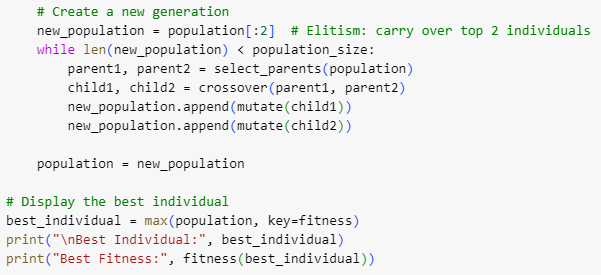 # Create a new generation
    new_population = population[:2]  # Elitism: carry over top 2 individuals
    while len(new_population) < population_size:
        parent1, parent2 = select_parents(population)
        child1, child2 = crossover(parent1, parent2)
        new_population.append(mutate(child1))
        new_population.append(mutate(child2))

    population = new_population

# Display the best individual
best_individual = max(population, key=fitness)
print("\nBest Individual:", best_individual)
print("Best Fitness:", fitness(best_individual))